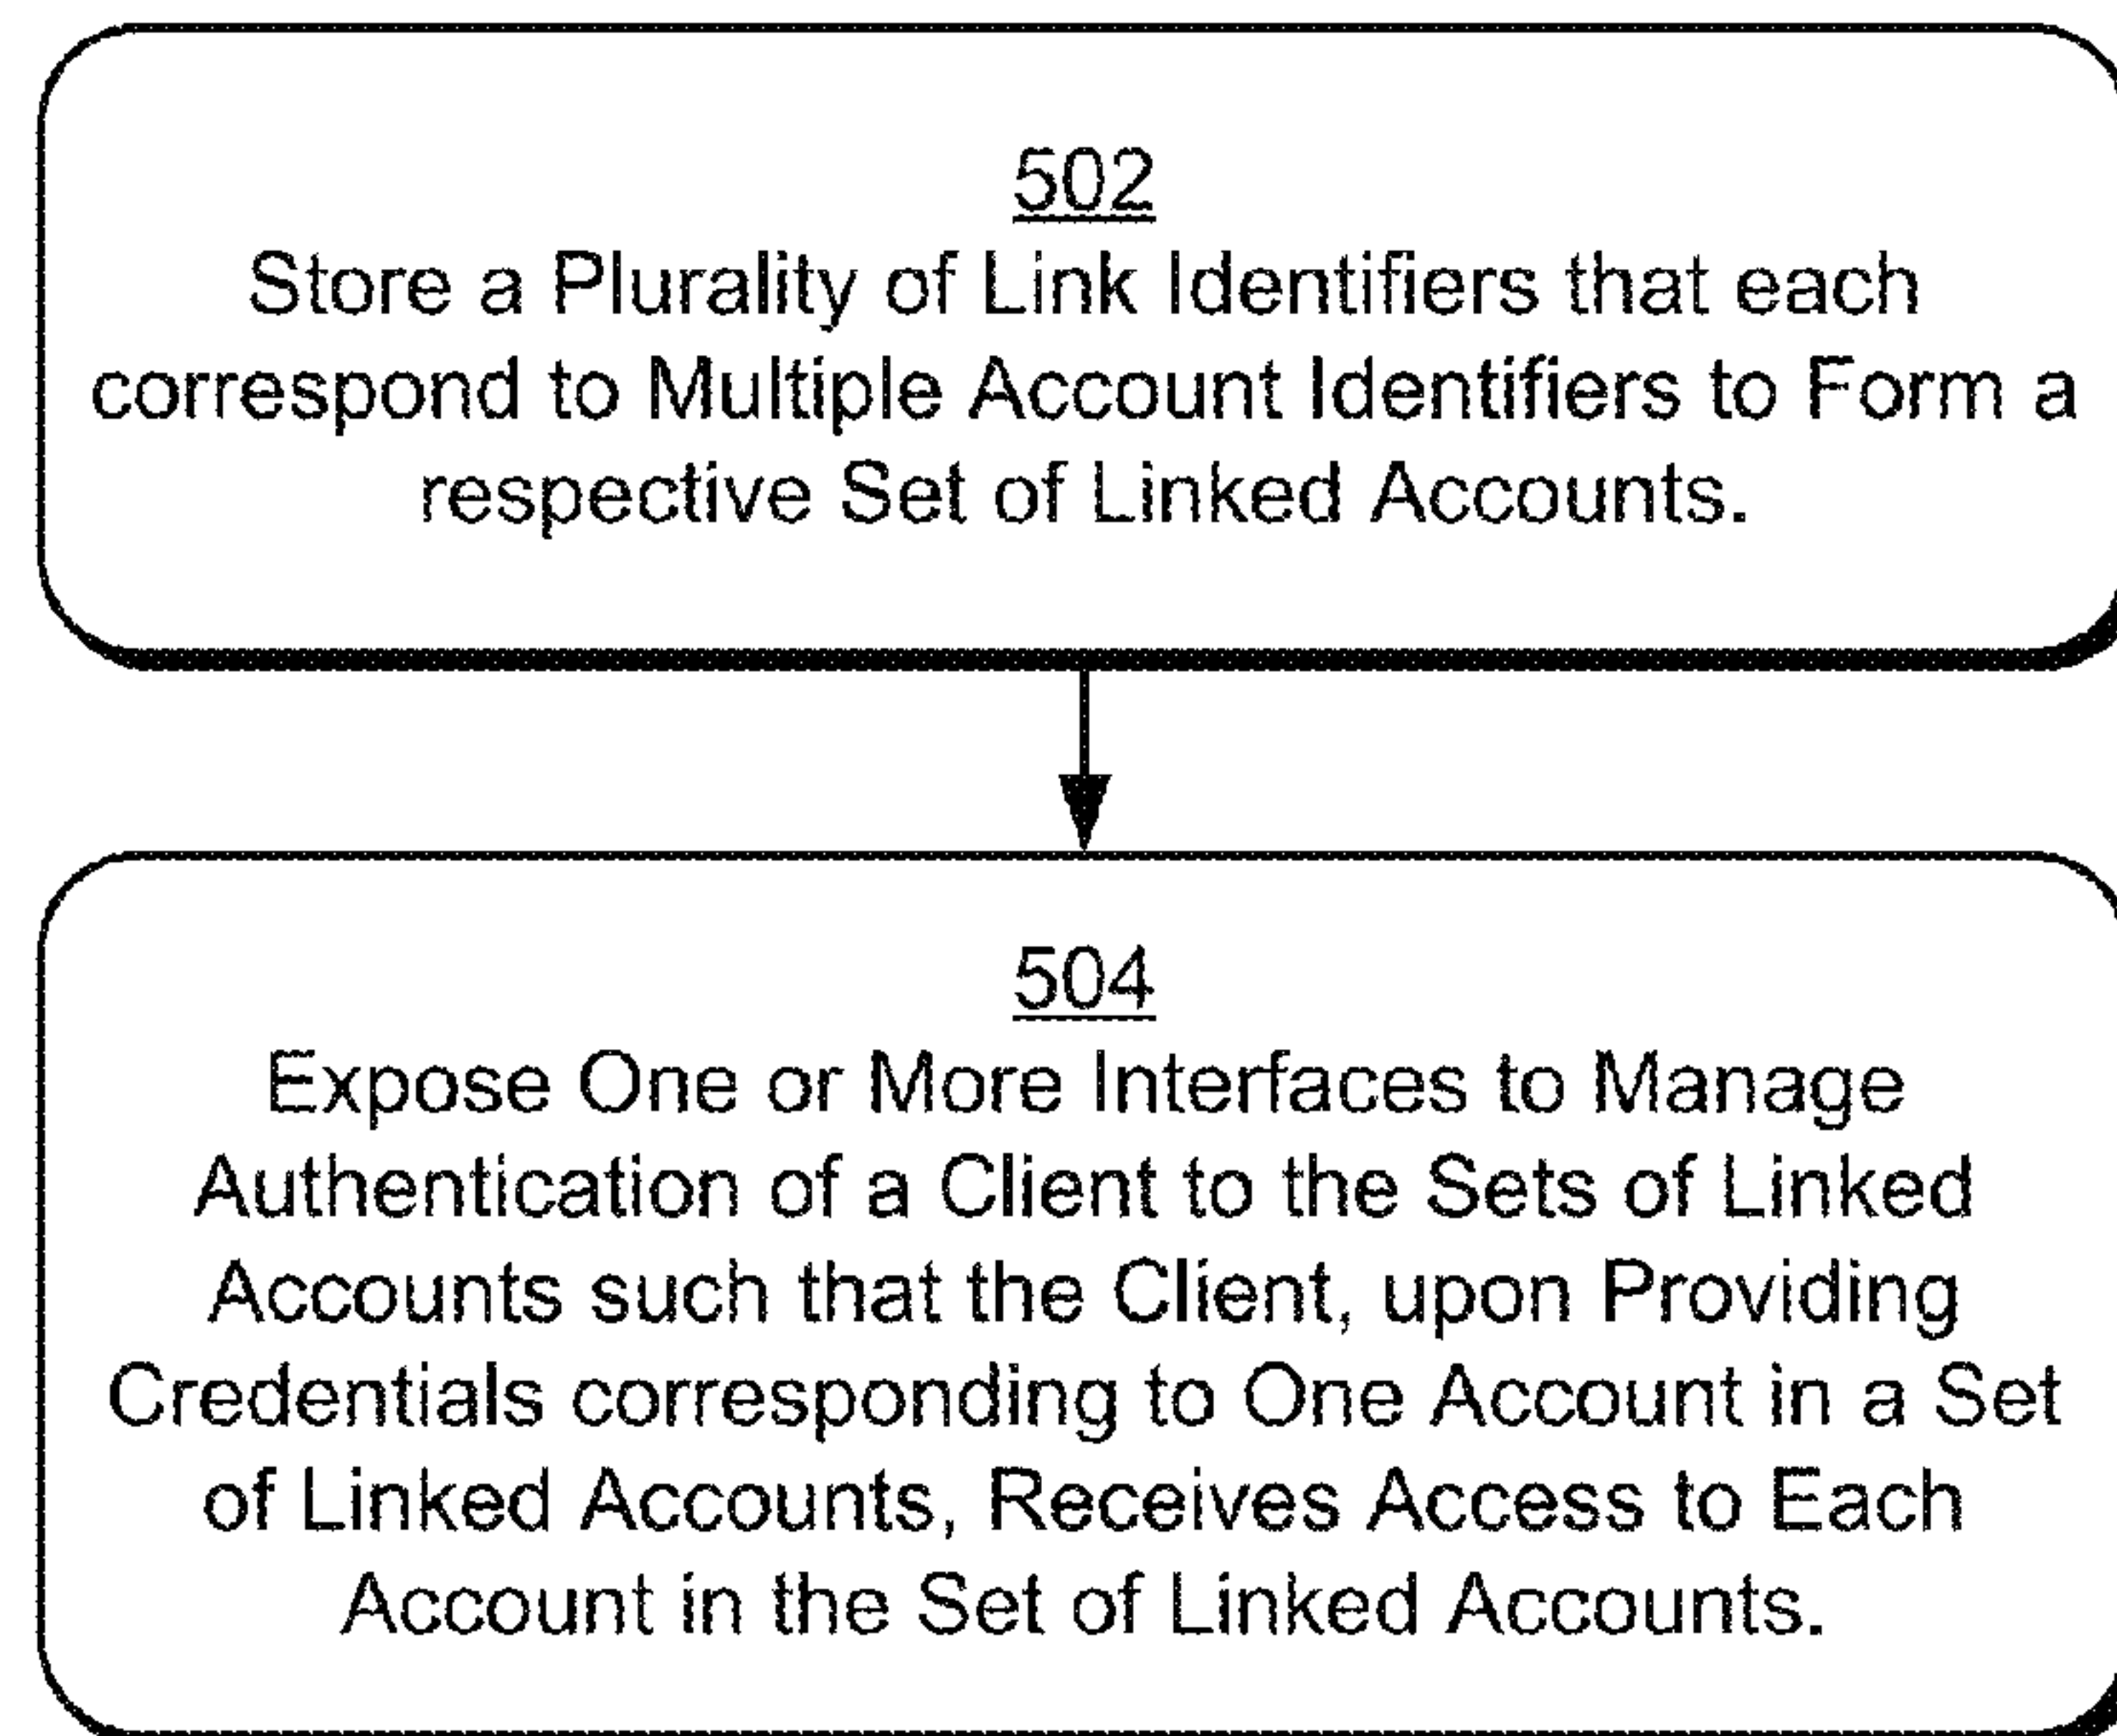 502
Store a Plurality of Link Identifiers that each
correspond to Multiple Account Identifiers to Form a
respective Set of Linked Accounts.
504
Expose One or More Interfaces to Manage
Authentication of a Client to the Sets of Linked
Accounts such that the Client, upon Providing
Credentials corresponding to One Account in a Set
of Linked Accounts, Receives Access to Each
Account in the Set of Linked Accounts.